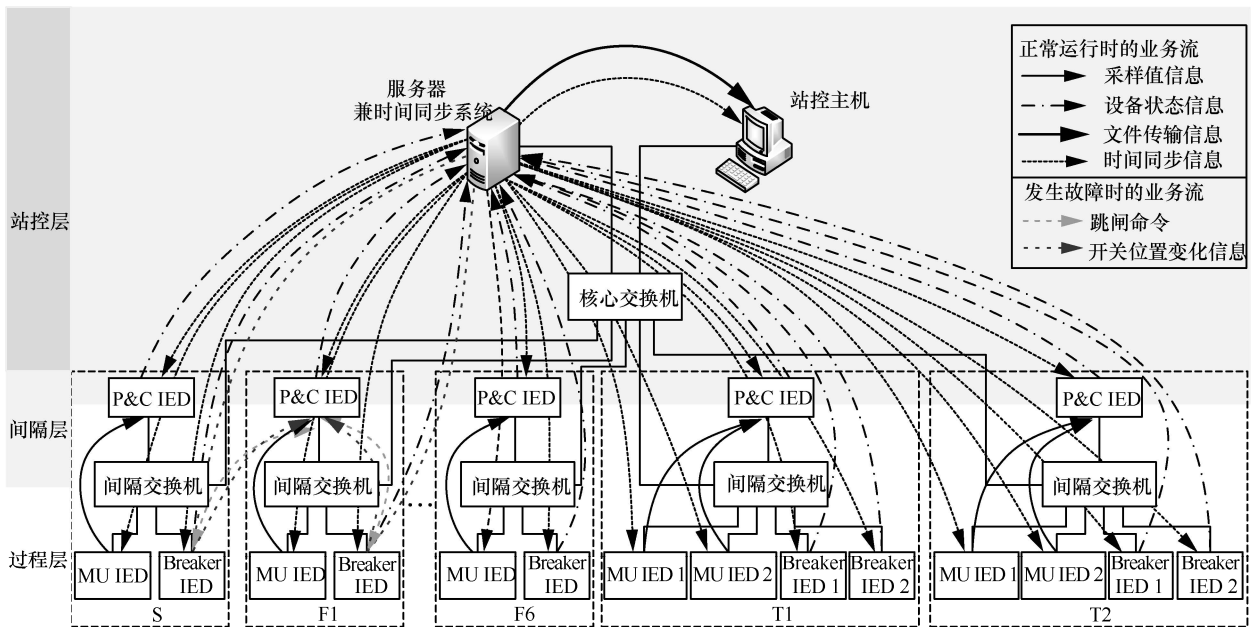 正常运行时的业务流
采样值信息
设备状态信息
文件传输信息
时间同步信息
发生故障时的业务流
跳闸命令
开关位置变化信息
服务器
兼时间同步系统
站控主机
站控层
核心交换机
间隔层
P&C IED
P&C IED
P&C IED
P&C IED
P&C IED
间隔交换机
间隔交换机
间隔交换机
间隔交换机
间隔交换机
......
过程层
MU IED
Breaker
IED
MU IED
Breaker
IED
MU IED
Breaker
IED
MU IED 1
MU IED 2
Breaker
IED 1
Breaker
IED 2
MU IED 1
MU IED 2
Breaker
IED 1
Breaker
IED 2
S
F1
F6
T1
T2